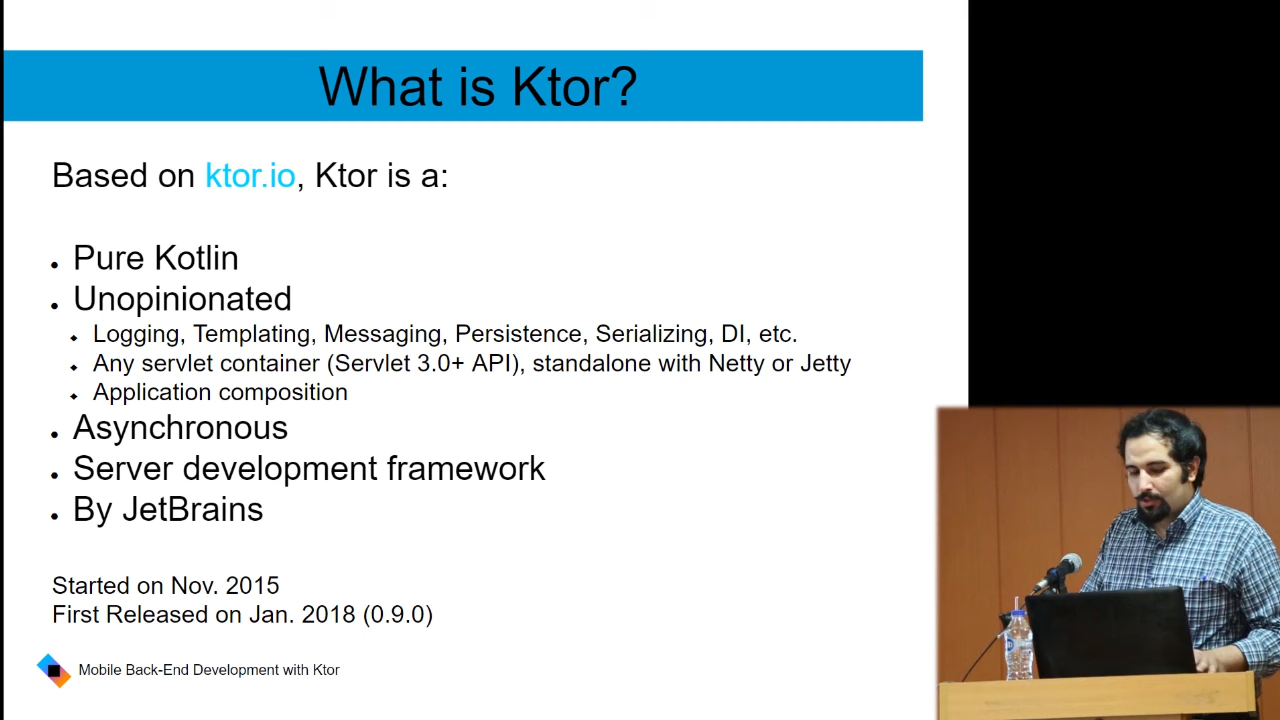 What is Ktor?
Based on ktor.io, Ktor is a:
Pure Kotlin
Unopinionated
Logging, Templating, Messaging, Persistence, Serializing, DI, etc.
Any servlet container (Servlet 3.0+ API), standalone with Netty or Jetty
Application composition
Asynchronous
Server development framework
By JetBrains
Started on Nov. 2015
First Released on Jan. 2018 (0.9.0)
Mobile Back-End Development with Ktor